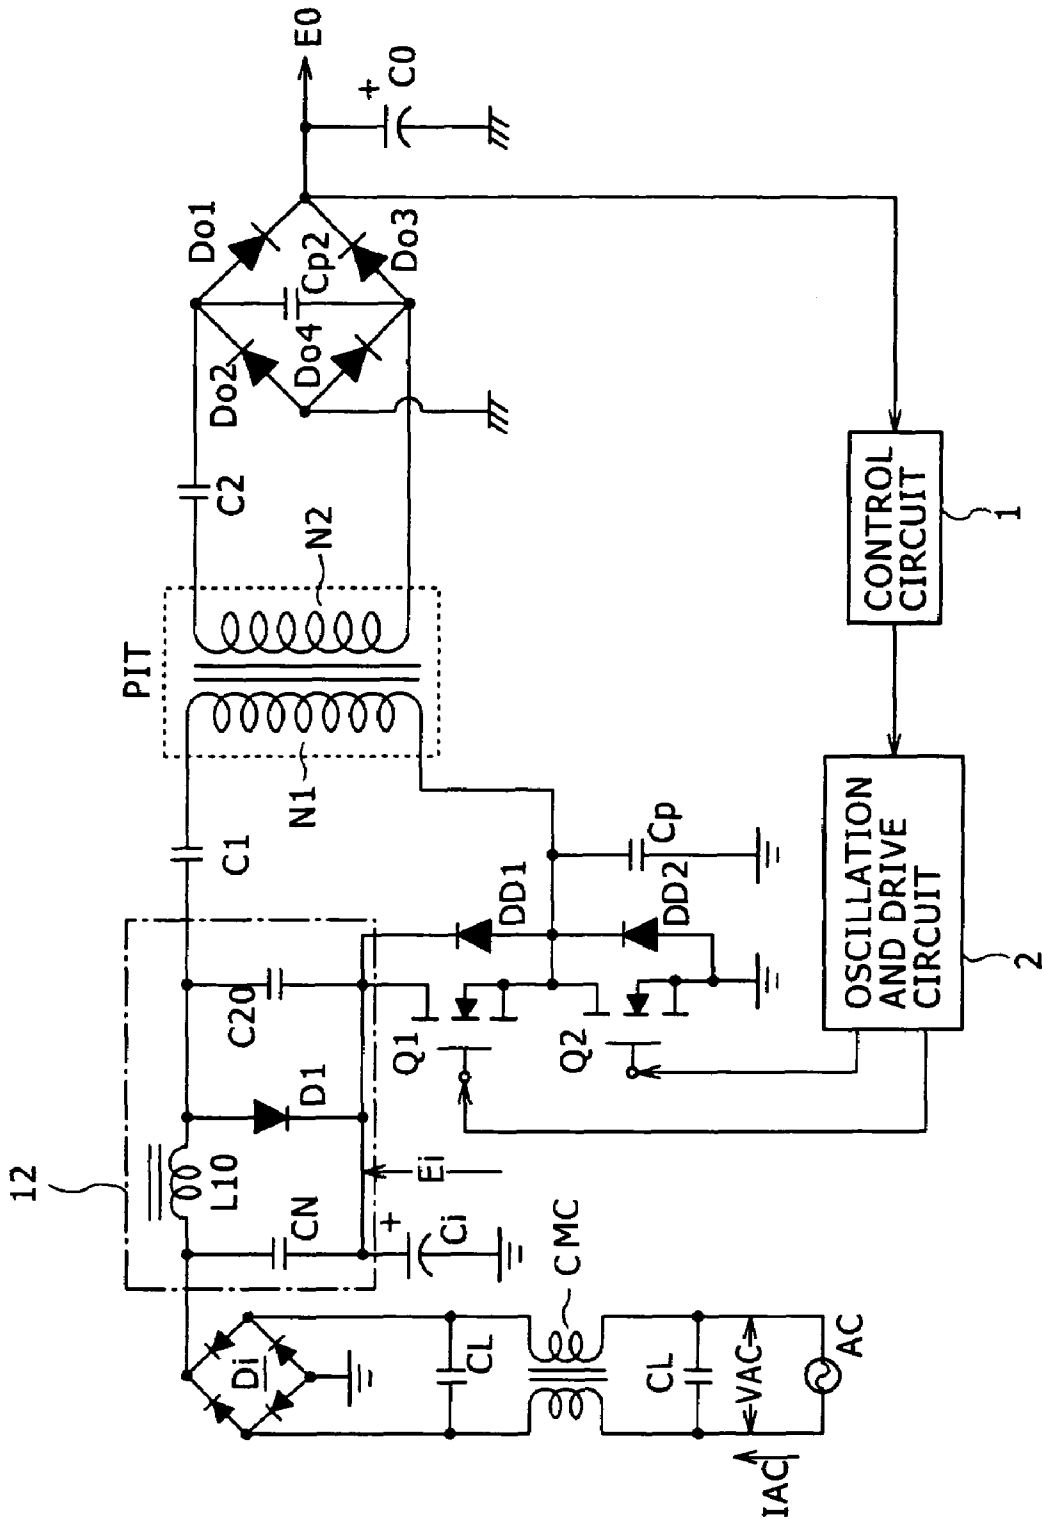 12
L10
CN
D1
C20
C1
PIT
N1
N2
C2
Do1
Do2
Cp2
Do4
Do3
E0
+
C0
Di
+
Ci
Ei
Q1
DD1
Q2
DD2
Cp
CL
CMC
CL
VAC
IAC
AC
OSCILLATION
AND DRIVE
CIRCUIT
2
CONTROL
CIRCUIT
1